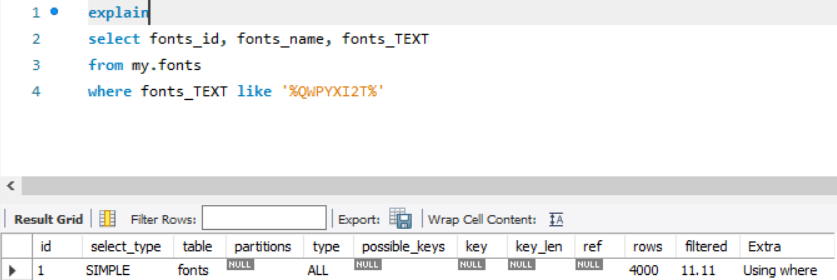 1 explain
2 select fonts_id, fonts_name, fonts_TEXT
3 from my.fonts
4 where fonts_TEXT like '%QWPYXI2T%'
Result Grid Filter Rows: Export: Wrap Cell Content:
id select_type table partitions type possible_keys key key_len ref rows filtered Extra
1 SIMPLE fonts NULL ALL NULL NULL NULL NULL 4000 11.11 Using where